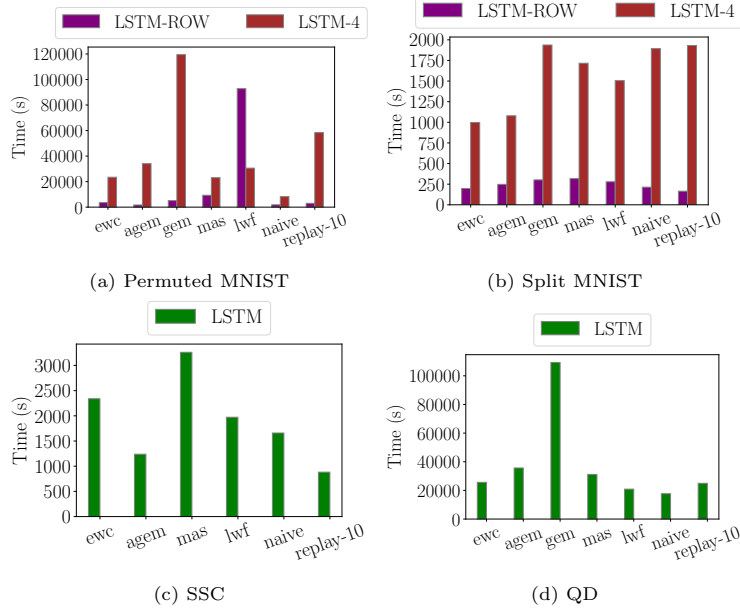 LSTM-ROW LSTM-4
Time (s)
120000
100000
80000
60000
40000
20000
0
ewc agem gem mas lwf naive replay-10
(a) Permuted MNIST
LSTM-ROW LSTM-4
Time (s)
2000
1750
1500
1250
1000
750
500
250
0
ewc agem gem mas lwf naive replay-10
(b) Split MNIST
LSTM
Time (s)
3000
2500
2000
1500
1000
500
0
ewc agem mas lwf naive replay-10
(c) SSC
LSTM
Time (s)
100000
80000
60000
40000
20000
0
ewc agem gem mas lwf naive replay-10
(d) QD